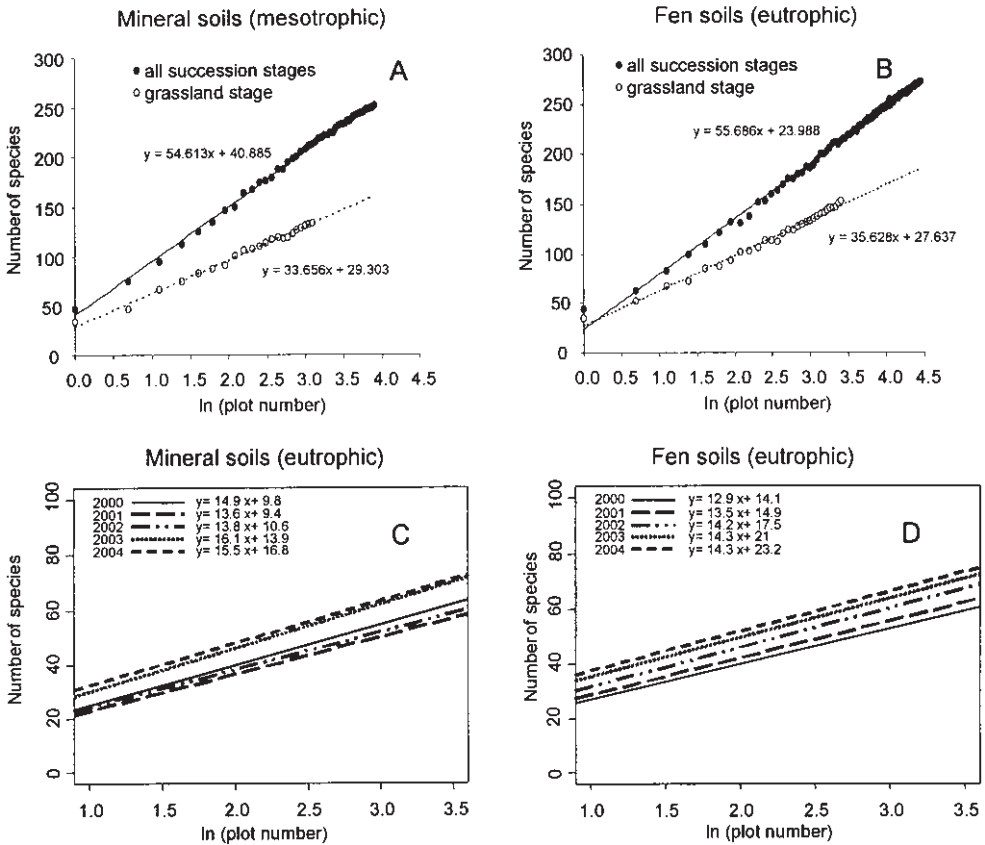 Mineral soils (mesotrophic)
300
250
200
150
100
50
0
Number of species
● all succession stages
○ grassland stage
A
y = 54.613x + 40.885
y = 33.656x + 29.303
0.0 0.5 1.0 1.5 2.0 2.5 3.0 3.5 4.0 4.5
ln (plot number)
Fen soils (eutrophic)
300
250
200
150
100
50
0
Number of species
● all succession stages
○ grassland stage
B
y = 55.686x + 23.988
y = 35.628x + 27.637
0.0 0.5 1.0 1.5 2.0 2.5 3.0 3.5 4.0 4.5
ln (plot number)
Mineral soils (eutrophic)
100
80
60
40
20
0
Number of species
2000 y= 14.9 x+ 9.8
2001 y= 13.6 x+ 9.4
2002 y= 13.8 x+ 10.6
2003 y= 16.1 x+ 13.9
2004 y= 15.5 x+ 16.8
C
1.0 1.5 2.0 2.5 3.0 3.5
ln (plot number)
Fen soils (eutrophic)
100
80
60
40
20
0
Number of species
2000 y= 12.9 x+ 14.1
2001 y= 13.5 x+ 14.9
2002 y= 14.2 x+ 17.5
2003 y= 14.3 x+ 21
2004 y= 14.3 x+ 23.2
D
1.0 1.5 2.0 2.5 3.0 3.5
ln (plot number)